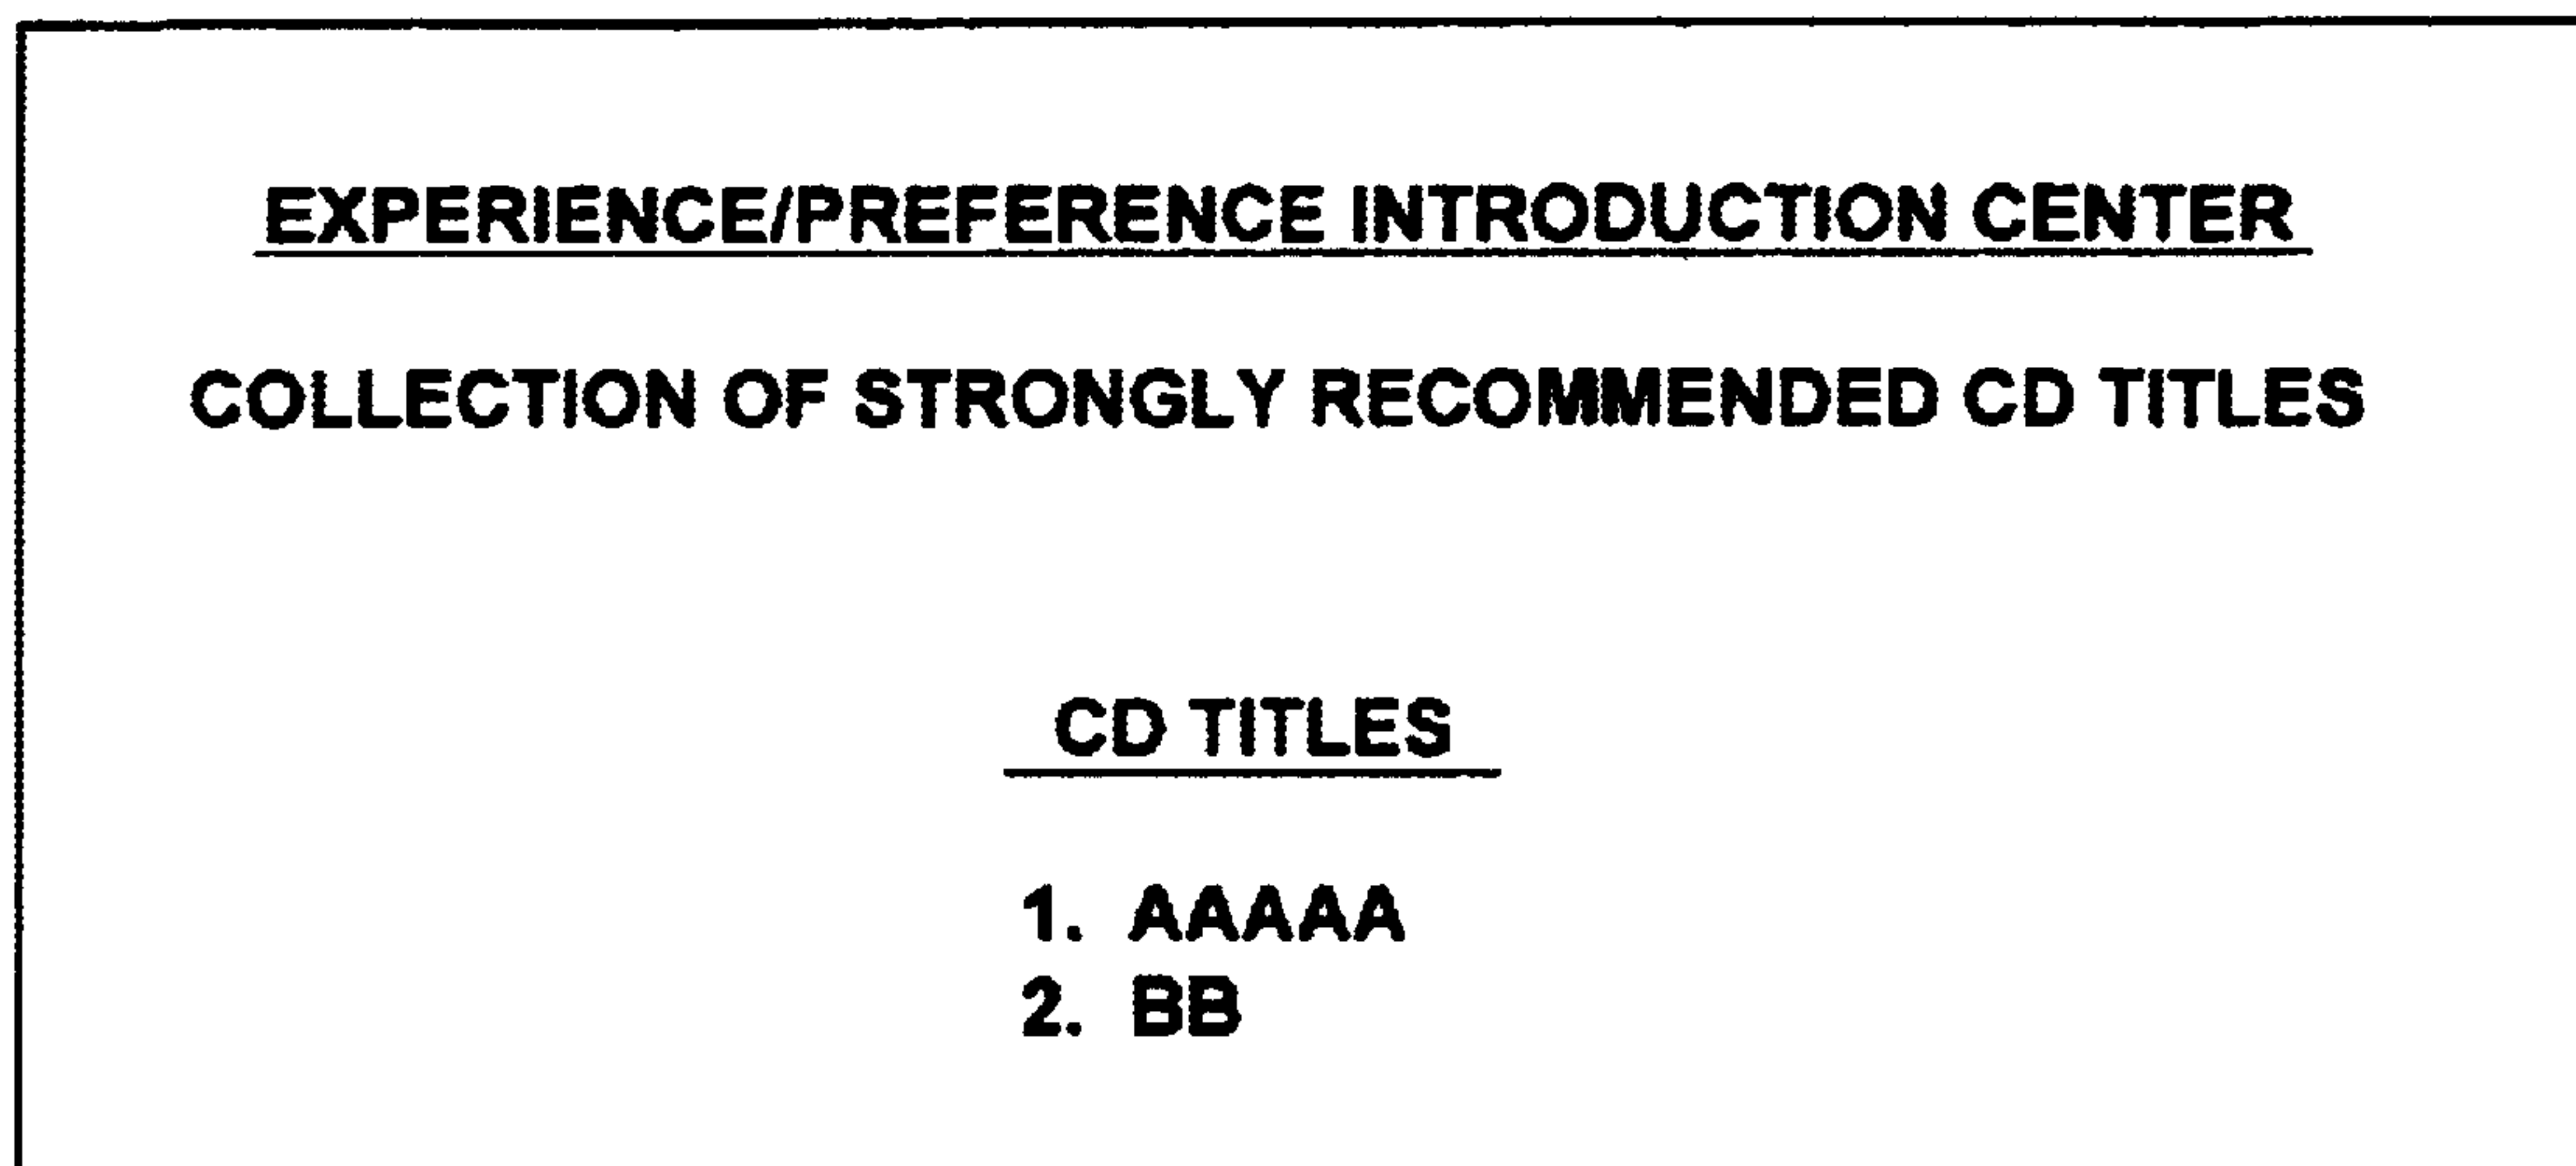 EXPERIENCE/PREFERENCE INTRODUCTION CENTER
COLLECTION OF STRONGLY RECOMMENDED CD TITLES
CD TITLES
1. AAAAA
2. BB